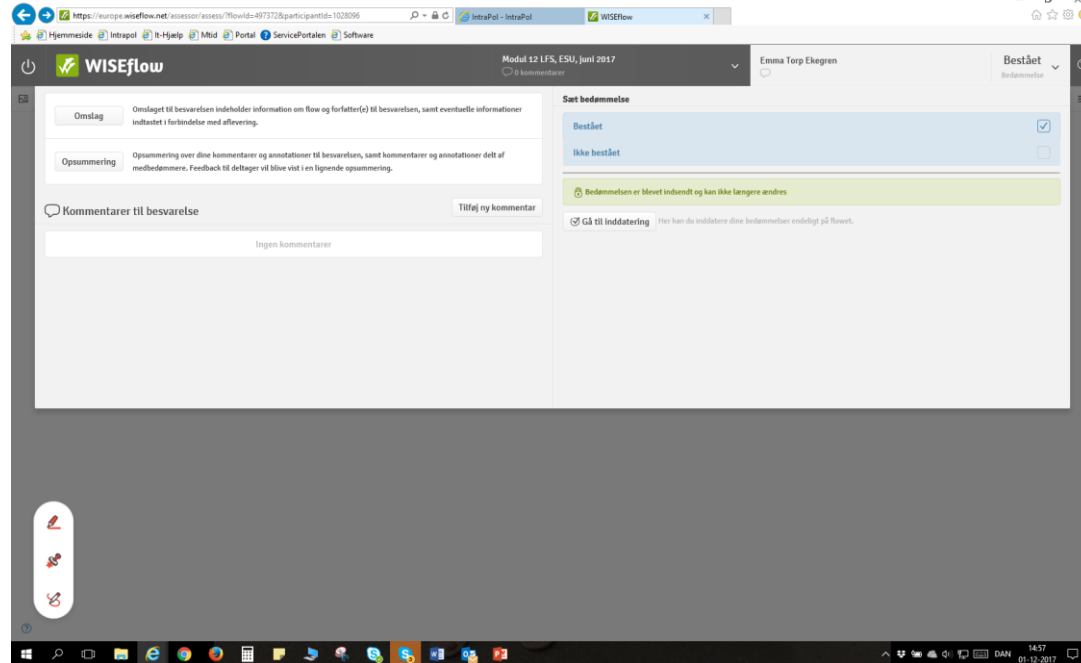 https://europe.wiseflow.net/assessor/assess/?flowId=497372&participantId=1028096
IntraPol - IntraPol
WISEflow
Hjemmeside
Intrapol
It-Hjælp
Mtid
Portal
ServicePortalen
Software
WISEflow
Modul 12 LFS, ESU, juni 2017
0 kommentarer
Emma Torp Ekegren
Bestået
Bedømmelse
Omslag
Omslaget til besvarelsen indeholder information om flow og forfatter(e) til besvarelsen, samt eventuelle informationer
indtastet i forbindelse med aflevering.
Opsummering
Opsummering over dine kommentarer og annotationer til besvarelsen, samt kommentarer og annotationer delt af
medbedømmere. Feedback til deltager vil blive vist i en lignende opsummering.
Kommentarer til besvarelse
Tilføj ny kommentar
Ingen kommentarer
Sæt bedømmelse
Bestået
Ikke bestået
Bedømmelsen er blevet indsendt og kan ikke længere ændres
Gå til inddatering
Her kan du inddatere dine bedømmelser endeligt på flowet.
DAN
14:57
01-12-2017